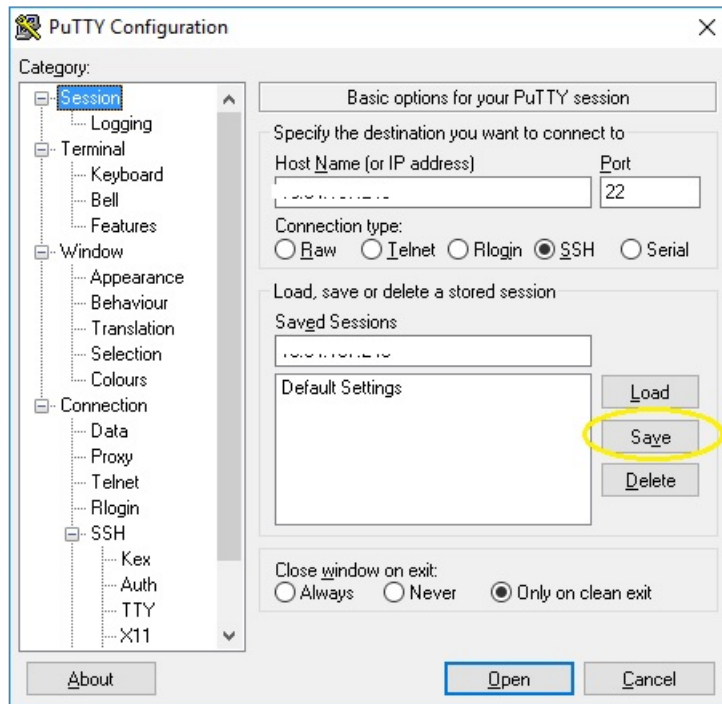 PuTTY Configuration
Category:
Session
Logging
Terminal
Keyboard
Bell
Features
Window
Appearance
Behaviour
Translation
Selection
Colours
Connection
Data
Proxy
Telnet
Rlogin
SSH
Kex
Auth
TTY
X11
Basic options for your PuTTY session
Specify the destination you want to connect to
Host Name (or IP address) Port
22
Connection type:
Raw Telnet Rlogin SSH Serial
Load, save or delete a stored session
Saved Sessions
Default Settings
Load
Save
Delete
Close window on exit:
Always Never Only on clean exit
About Open Cancel